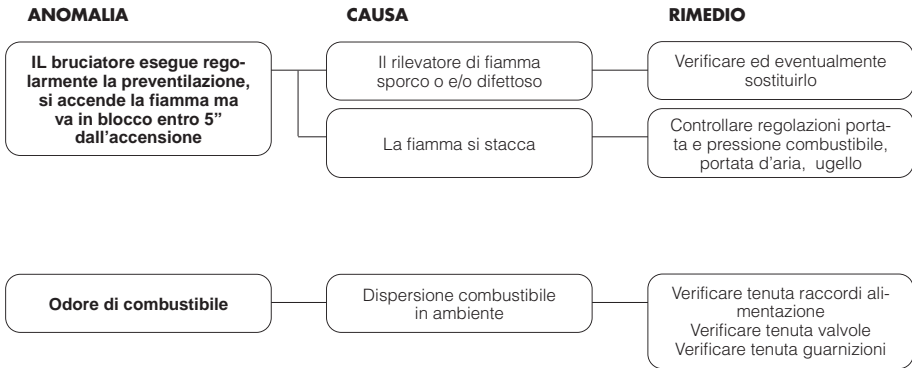 ANOMALIA CAUSA RIMEDIO
IL bruciatore esegue rego-
larmente la preventilazione,
si accende la fiamma ma
va in blocco entro 5”
dall’accensione
Il rilevatore di fiamma
sporco o e/o difettoso
Verificare ed eventualmente
sostituirlo
La fiamma si stacca
Controllare regolazioni porta-
ta e pressione combustibile,
portata d’aria, ugello
Odore di combustibile
Dispersione combustibile
in ambiente
Verificare tenuta raccordi ali-
mentazione
Verificare tenuta valvole
Verificare tenuta guarnizioni